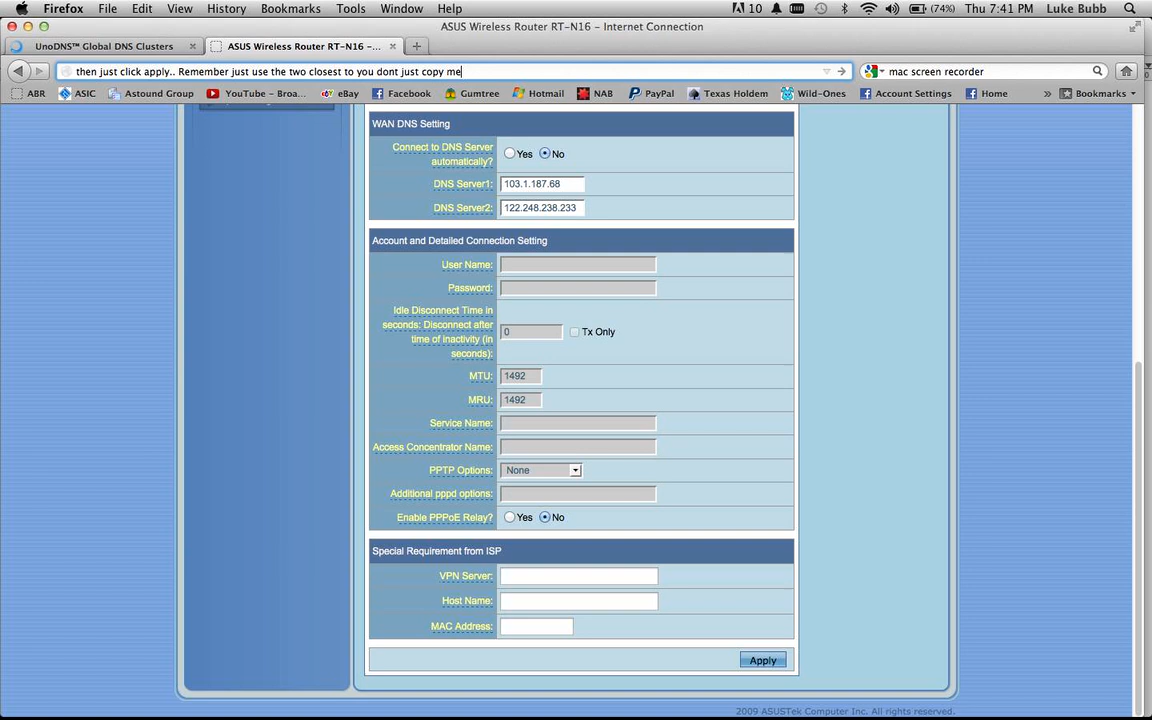 Firefox File Edit View History Bookmarks Tools Window Help 10 (74%) Thu 7:41 PM Luke Bubb
ASUS Wireless Router RT-N16 - Internet Connection
UnoDNS™ Global DNS Clusters ASUS Wireless Router RT-N16 -...
then just click apply.. Remember just use the two closest to you dont just copy me mac screen recorder
ABR ASIC Astound Group YouTube - Broa... eBay Facebook Gumtree Hotmail NAB PayPal Texas Holdem Wild-Ones Account Settings Home » Bookmarks
WAN DNS Setting
Connect to DNS Server
automatically? Yes No
DNS Server1: 103.1.187.68
DNS Server2: 122.248.238.233
Account and Detailed Connection Setting
User Name:
Password:
Idle Disconnect Time in
seconds: Disconnect after
time of inactivity (in
seconds): 0 Tx Only
MTU: 1492
MRU: 1492
Service Name:
Access Concentrator Name:
PPTP Options: None
Additional pppd options:
Enable PPPoE Relay? Yes No
Special Requirement from ISP
VPN Server:
Host Name:
MAC Address:
Apply
2009 ASUSTek Computer Inc. All rights reserved.